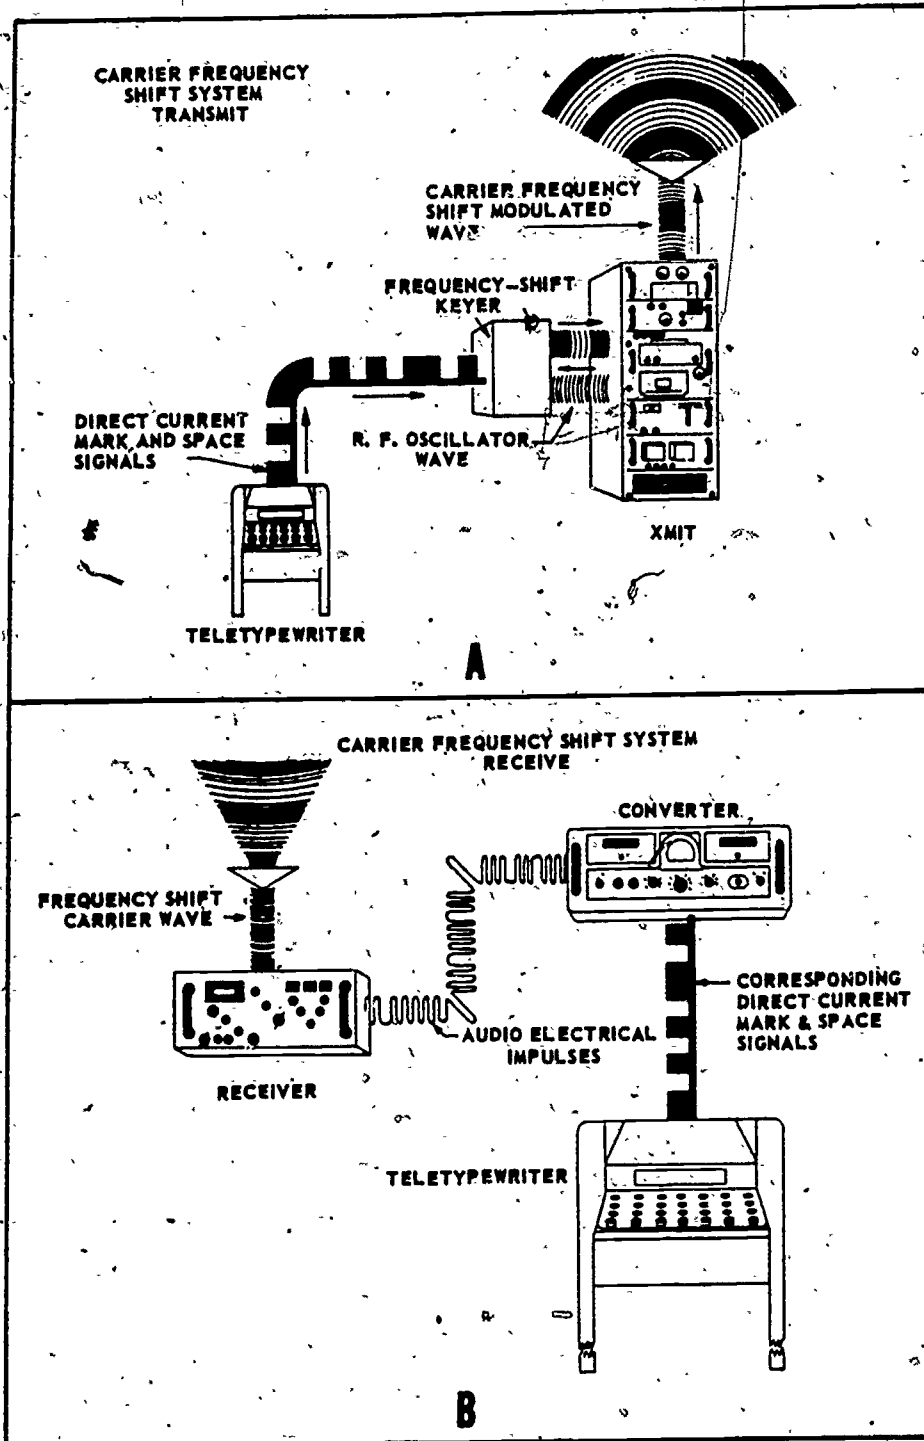 CARRIER FREQUENCY
SHIFT SYSTEM
TRANSMIT
CARRIER FREQUENCY
SHIFT MODULATED
WAVE
FREQUENCY-SHIFT
KEYER
DIRECT CURRENT
MARK AND SPACE
SIGNALS
R. F. OSCILLATOR
WAVE
XMIT
TELETYPEWRITER
A
CARRIER FREQUENCY SHIFT SYSTEM
RECEIVE
CONVERTER
FREQUENCY SHIFT
CARRIER WAVE
CORRESPONDING
DIRECT CURRENT
MARK & SPACE
SIGNALS
AUDIO ELECTRICAL
IMPULSES
RECEIVER
TELETYPEWRITER
B